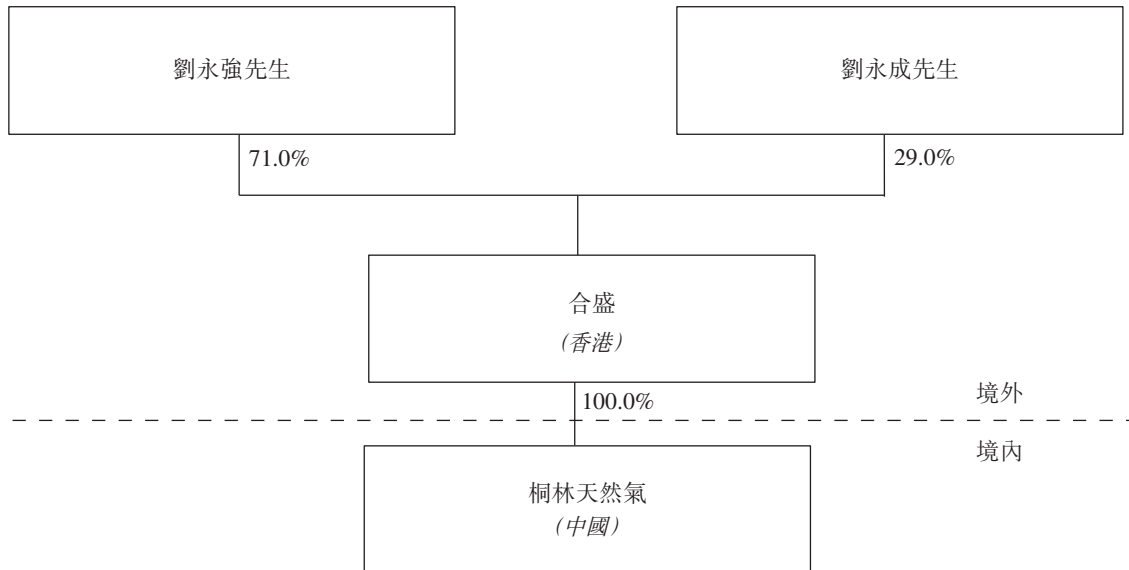 劉永強先生
劉永成先生
71.0%
29.0%
合盛
(香港)
100.0%
境外
境內
桐林天然氣
(中國)